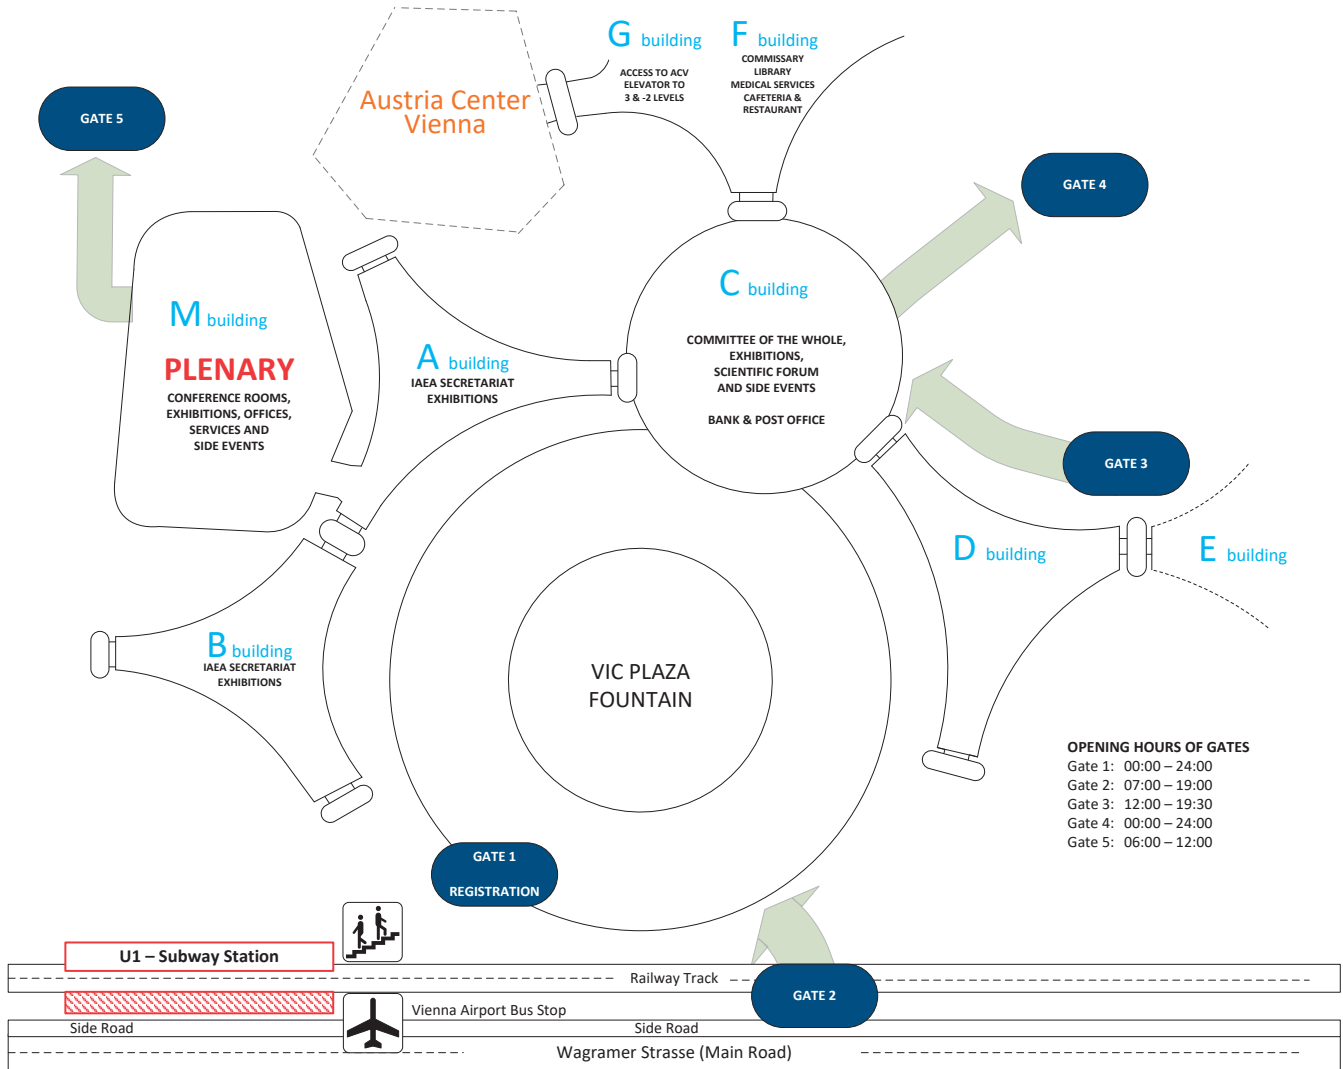 G building
ACCESS TO ACV
ELEVATOR TO
3 & -2 LEVELS
F building
COMMISSARY
LIBRARY
MEDICAL SERVICES
CAFETERIA &
RESTAURANT
Austria Center
Vienna
GATE 5
GATE 4
M building
PLENARY
CONFERENCE ROOMS,
EXHIBITIONS, OFFICES,
SERVICES AND
SIDE EVENTS
A building
IAEA SECRETARIAT
EXHIBITIONS
C building
COMMITTEE OF THE WHOLE,
EXHIBITIONS,
SCIENTIFIC FORUM
AND SIDE EVENTS
BANK & POST OFFICE
GATE 3
D building
E building
B building
IAEA SECRETARIAT
EXHIBITIONS
VIC PLAZA
FOUNTAIN
OPENING HOURS OF GATES
Gate 1: 00:00 – 24:00
Gate 2: 07:00 – 19:00
Gate 3: 12:00 – 19:30
Gate 4: 00:00 – 24:00
Gate 5: 06:00 – 12:00
GATE 1
REGISTRATION
U1 – Subway Station
Railway Track
GATE 2
Vienna Airport Bus Stop
Side Road
Side Road
Wagramer Strasse (Main Road)